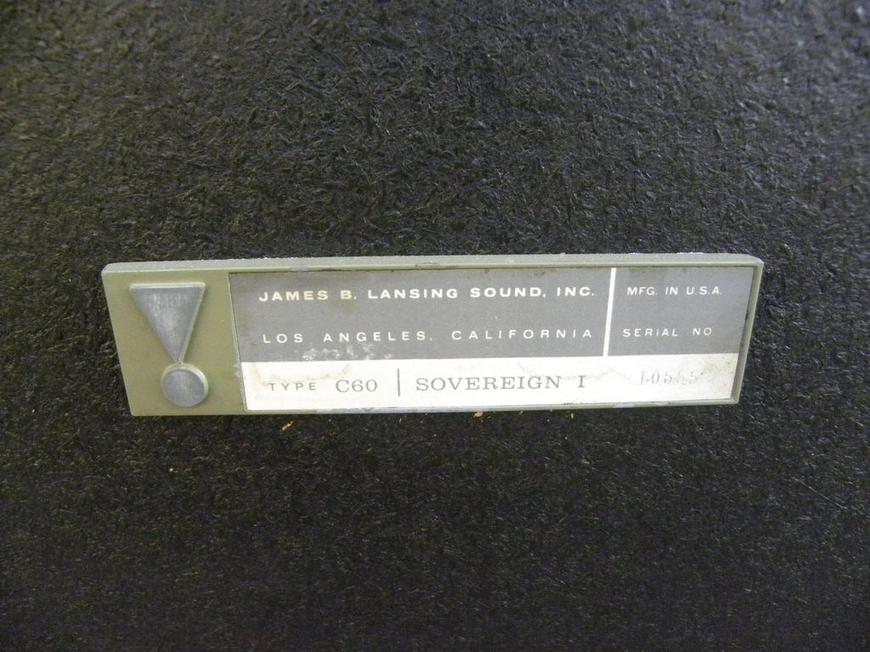 JAMES B. LANSING SOUND, INC.
LOS ANGELES, CALIFORNIA
MFG. IN U.S.A.
SERIAL NO
TYPE C60 | SOVEREIGN I